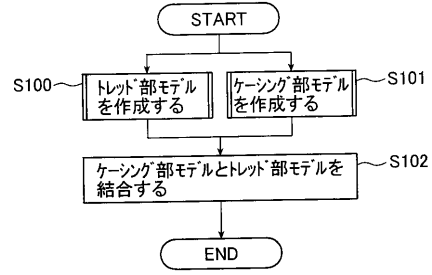 START
S100
トレッド部モデル
を作成する
ケーシング部モデル
を作成する
S101
ケーシング部モデルとトレッド部モデルを
結合する
S102
END